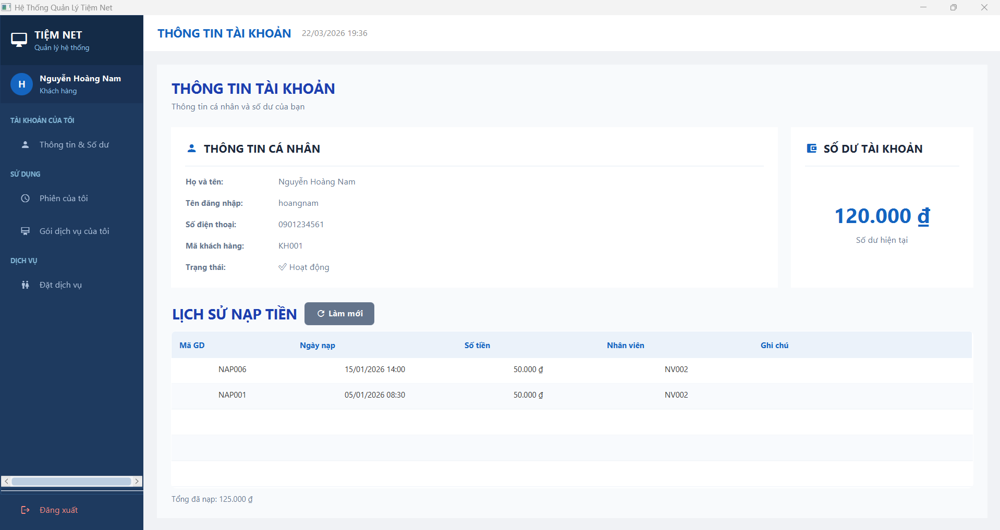 Hệ Thống Quản Lý Tiệm Net
TIỆM NET
Quản lý hệ thống
H
Nguyễn Hoàng Nam
Khách hàng
TÀI KHOẢN CỦA TÔI
Thông tin & Số dư
SỬ DỤNG
Phiên của tôi
Gói dịch vụ của tôi
DỊCH VỤ
Đặt dịch vụ
Đăng xuất
THÔNG TIN TÀI KHOẢN 22/03/2026 19:36
THÔNG TIN TÀI KHOẢN
Thông tin cá nhân và số dư của bạn
THÔNG TIN CÁ NHÂN
Họ và tên: Nguyễn Hoàng Nam
Tên đăng nhập: hoangnam
Số điện thoại: 0901234561
Mã khách hàng: KH001
Trạng thái: ✅ Hoạt động
SỐ DƯ TÀI KHOẢN
120.000 ₫
Số dư hiện tại
LỊCH SỬ NẠP TIỀN Làm mới
Mã GD Ngày nạp Số tiền Nhân viên Ghi chú
NAP006 15/01/2026 14:00 50.000 ₫ NV002
NAP001 05/01/2026 08:30 50.000 ₫ NV002
Tổng đã nạp: 125.000 ₫